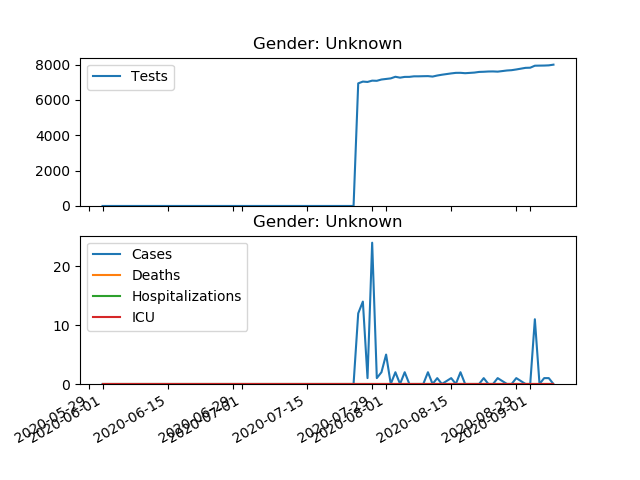 Gender: Unknown
8000
6000
4000
2000
0
Tests
Gender: Unknown
20
10
0
Cases
Deaths
Hospitalizations
ICU
2020-05-29
2020-06-01
2020-06-15
2020-06-29
2020-07-01
2020-07-15
2020-07-29
2020-08-01
2020-08-15
2020-08-29
2020-09-01